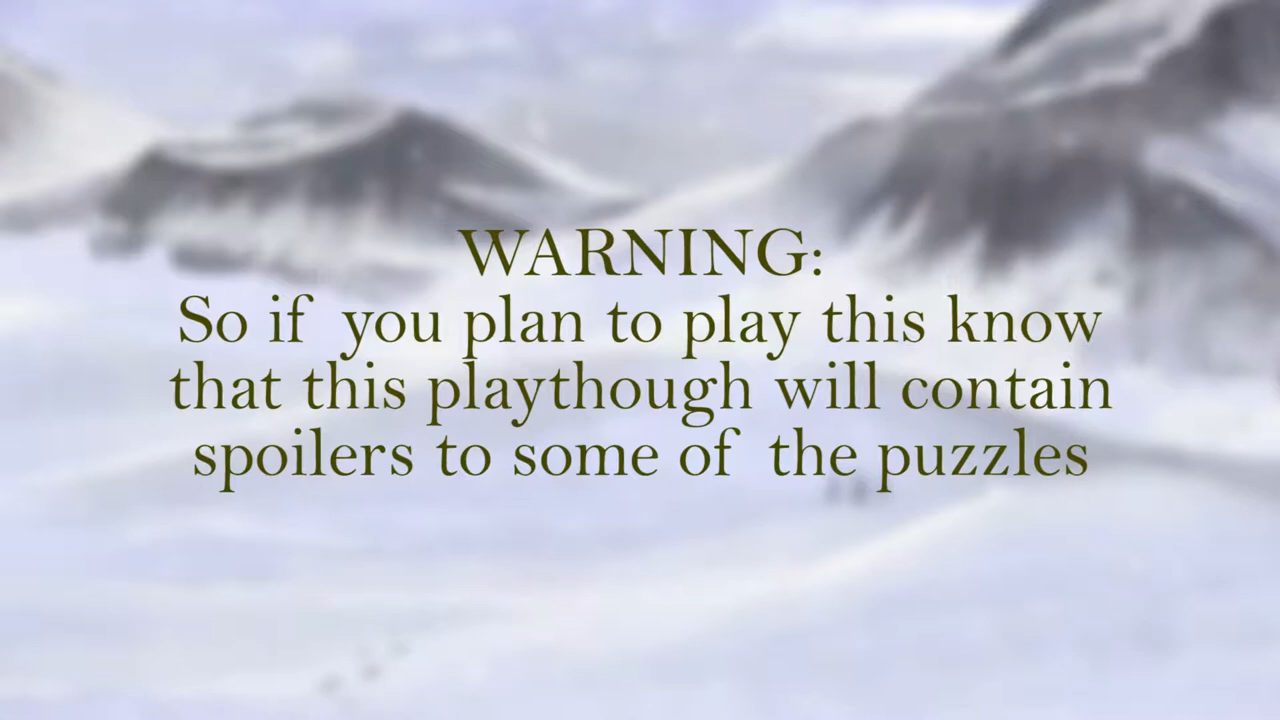 WARNING:
So if you plan to play this know
that this playthough will contain
spoilers to some of the puzzles